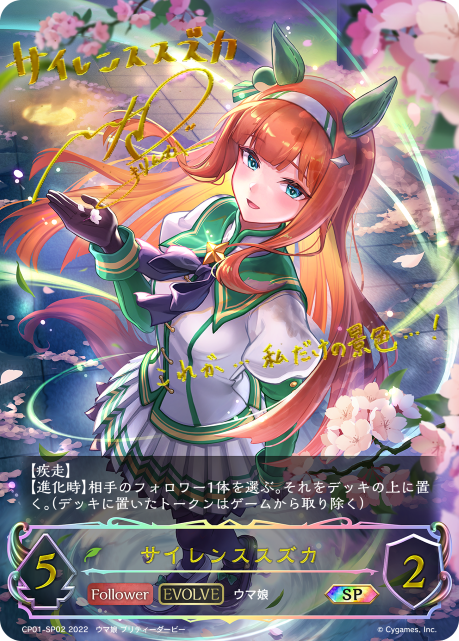 サイレンススズカ
これが…私だけの景色…!
【疾走】
【進化時】相手のフォロワー1体を選ぶ。それをデッキの上に置
く。(デッキに置いたトークンはゲームから取り除く)
サイレンススズカ
5
Follower EVOLVE ウマ娘 SP
2
CP01-SP02 2022 ウマ娘 プリティーダービー © Cygames, Inc.